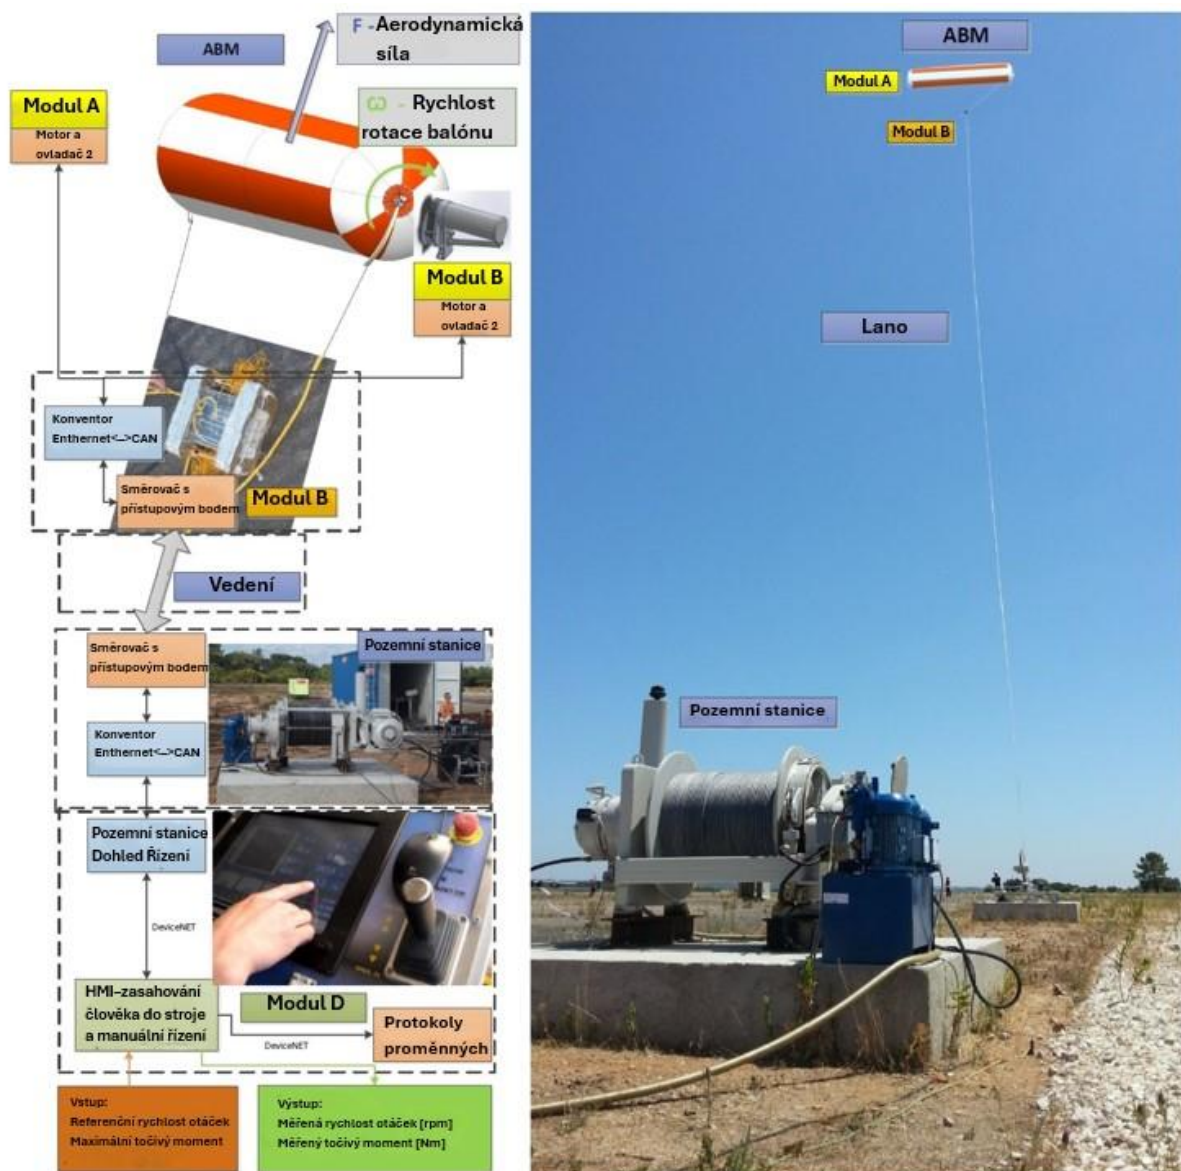 ABM
F -Aerodynamická
síla
ω - Rychlost
rotace balónu
Modul A
Motor a
ovladač 2
Modul B
Motor a
ovladač 2
Konventor
Enthernet<–>CAN
Směrovač s
přístupovým bodem
Modul B
Vedení
Směrovač s
přístupovým bodem
Pozemní stanice
Konventor
Enthernet<–>CAN
Pozemní stanice
Dohled Řízení
DeviceNET
HMI–zasahování
člověka do stroje
a manuální řízení
Modul D
DeviceNET
Protokoly
proměnných
Vstup:
Referenční rychlost otáček
Maximální točivý moment
Výstup:
Měřená rychlost otáček [rpm]
Měřený točivý moment [Nm]
ABM
Modul A
Modul B
Lano
Pozemní stanice